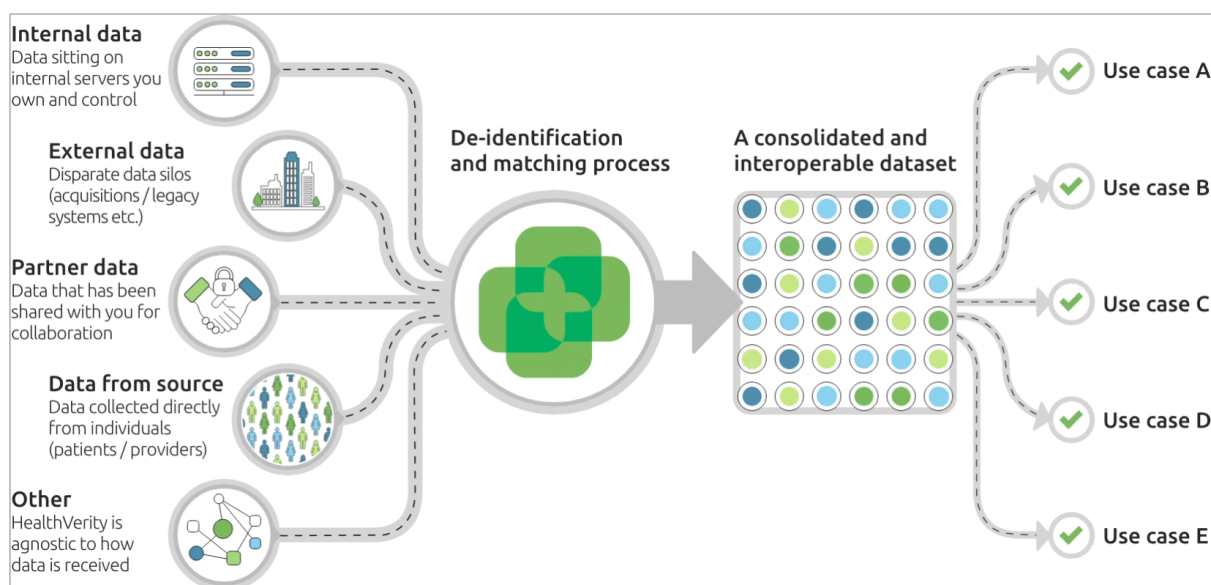 Internal data
Data sitting on
internal servers you
own and control
External data
Disparate data silos
(acquisitions / legacy
systems etc.)
Partner data
Data that has been
shared with you for
collaboration
Data from source
Data collected directly
from individuals
(patients / providers)
Other
HealthVerity is
agnostic to how
data is received
De-identification
and matching process
A consolidated and
interoperable dataset
Use case A
Use case B
Use case C
Use case D
Use case E